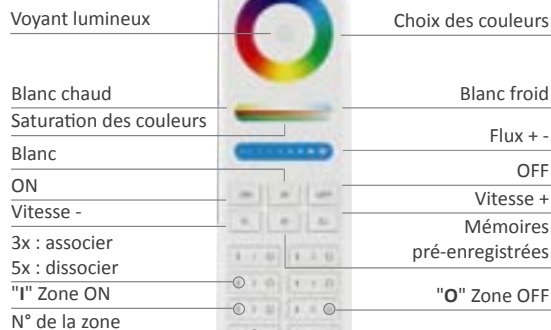 Voyant lumineux
Choix des couleurs
Blanc chaud
Blanc froid
Saturation des couleurs
Flux + -
Blanc
OFF
ON
Vitesse +
Vitesse -
Mémoires
pré-enregistrées
3x : associer
5x : dissocier
"I" Zone ON
"O" Zone OFF
N° de la zone